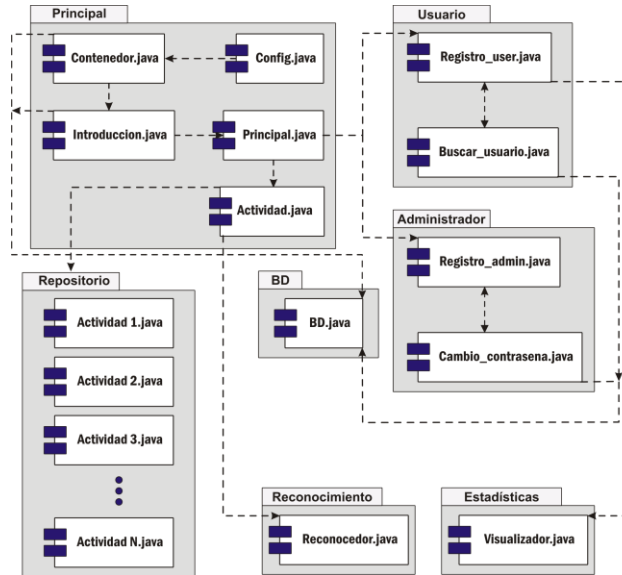 Principal
Contenedor.java
Config.java
Introduccion.java
Principal.java
Actividad.java
Usuario
Registro_user.java
Buscar_usuario.java
Administrador
Registro_admin.java
Cambio_contrasena.java
Repositorio
Actividad 1.java
Actividad 2.java
Actividad 3.java
Actividad N.java
BD
BD.java
Reconocimiento
Reconocedor.java
Estadísticas
Visualizador.java